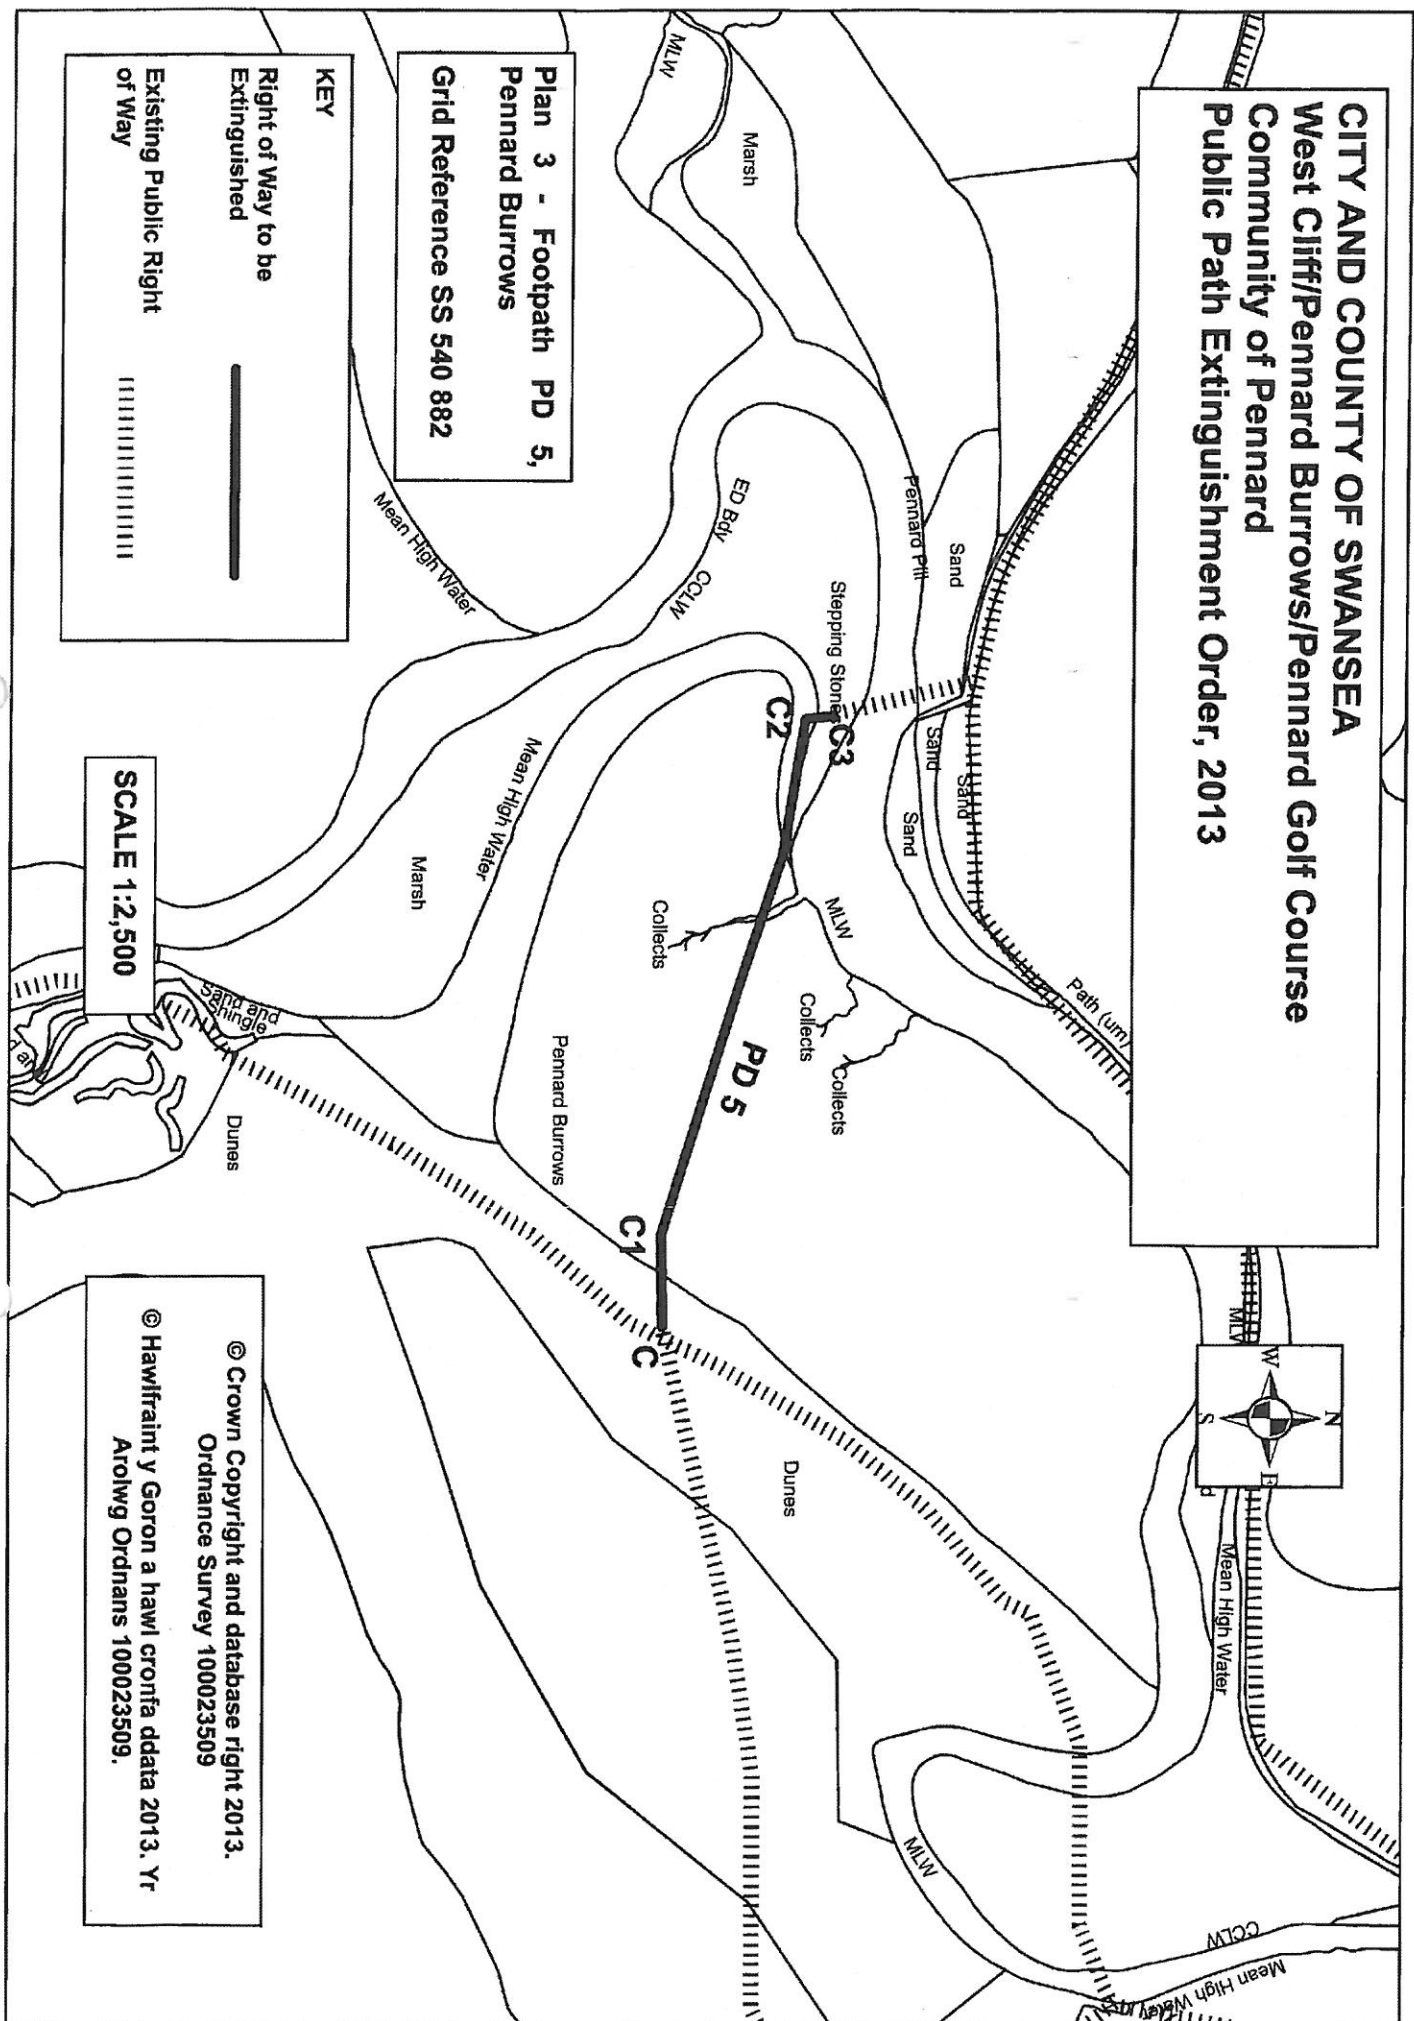 CITY AND COUNTY OF SWANSEA
West Cliff/Pennard Burrows/Pennard Golf Course
Community of Pennard
Public Path Extinguishment Order, 2013
Plan 3 - Footpath PD 5,
Pennard Burrows
Grid Reference SS 540 882
KEY
Right of Way to be
Extinguished
Existing Public Right
of Way
SCALE 1:2,500
© Crown Copyright and database right 2013.
Ordnance Survey 100023509
© Hawlfraint y Goron a hawl cronfa ddata 2013. Yr
Arolwg Ordnans 100023509.
N
W
E
S
MLW
Marsh
Pennard Pill
Sand
Stepping Stones
ED Bdy
CCLW
Mean High Water
C2
C3
Sand
Sand
Sand
MLW
Path (um)
Collects
Collects
Collects
PD 5
Mean High Water
Marsh
Pennard Burrows
Sand and
Shingle
Dunes
C1
C
Dunes
Mean High Water
MLW
CCLW
Mean High Water